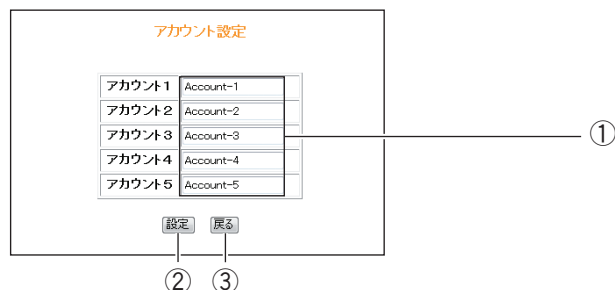 アカウント設定
アカウント1 Account-1
アカウント2 Account-2
アカウント3 Account-3 ①
アカウント4 Account-4
アカウント5 Account-5
設定 戻る
② ③